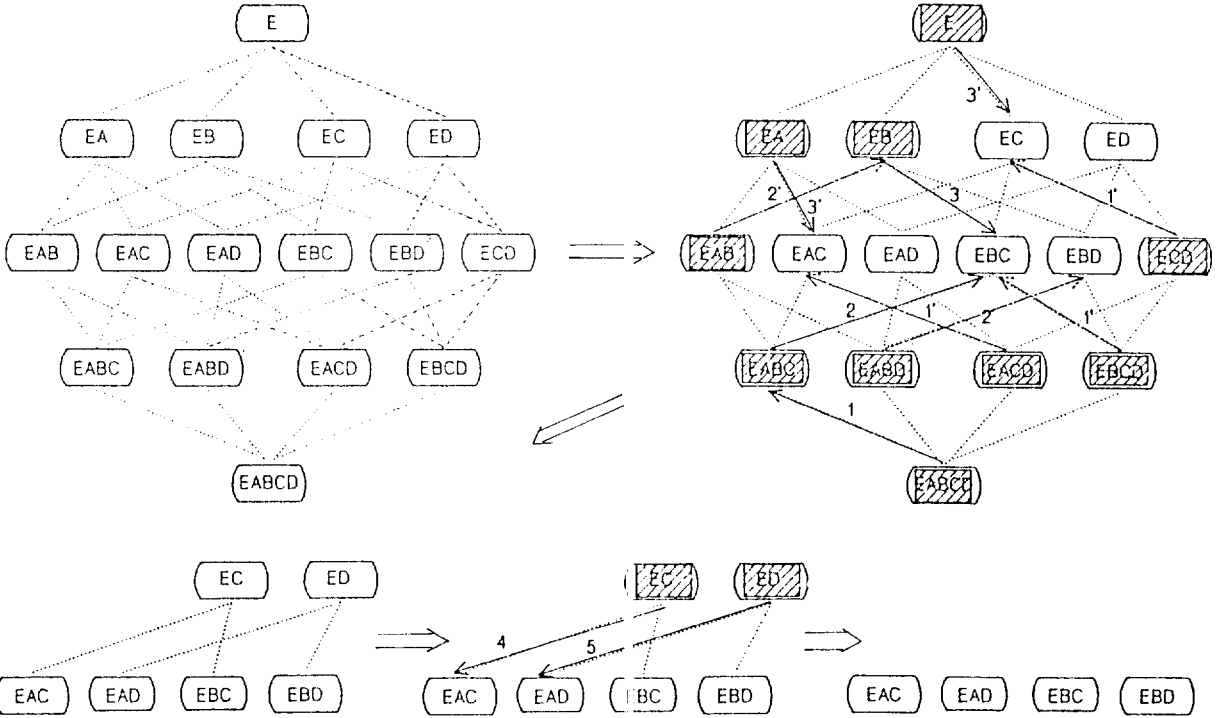 E
E
3'
EA EB EC ED
EA EB EC ED
2' 3' 3 1'
EAB EAC EAD EBC EBD ECD
EAB EAC EAD EBC EBD ECD
2 1' 2' 1'
EABC EABD EACD EBCD
EABC EABD EACD EBCD
1
EABCD
EABCD
EC ED
EC ED
4 5
EAC EAD EBC EBD
EAC EAD EBC EBD
EAC EAD EBC EBD